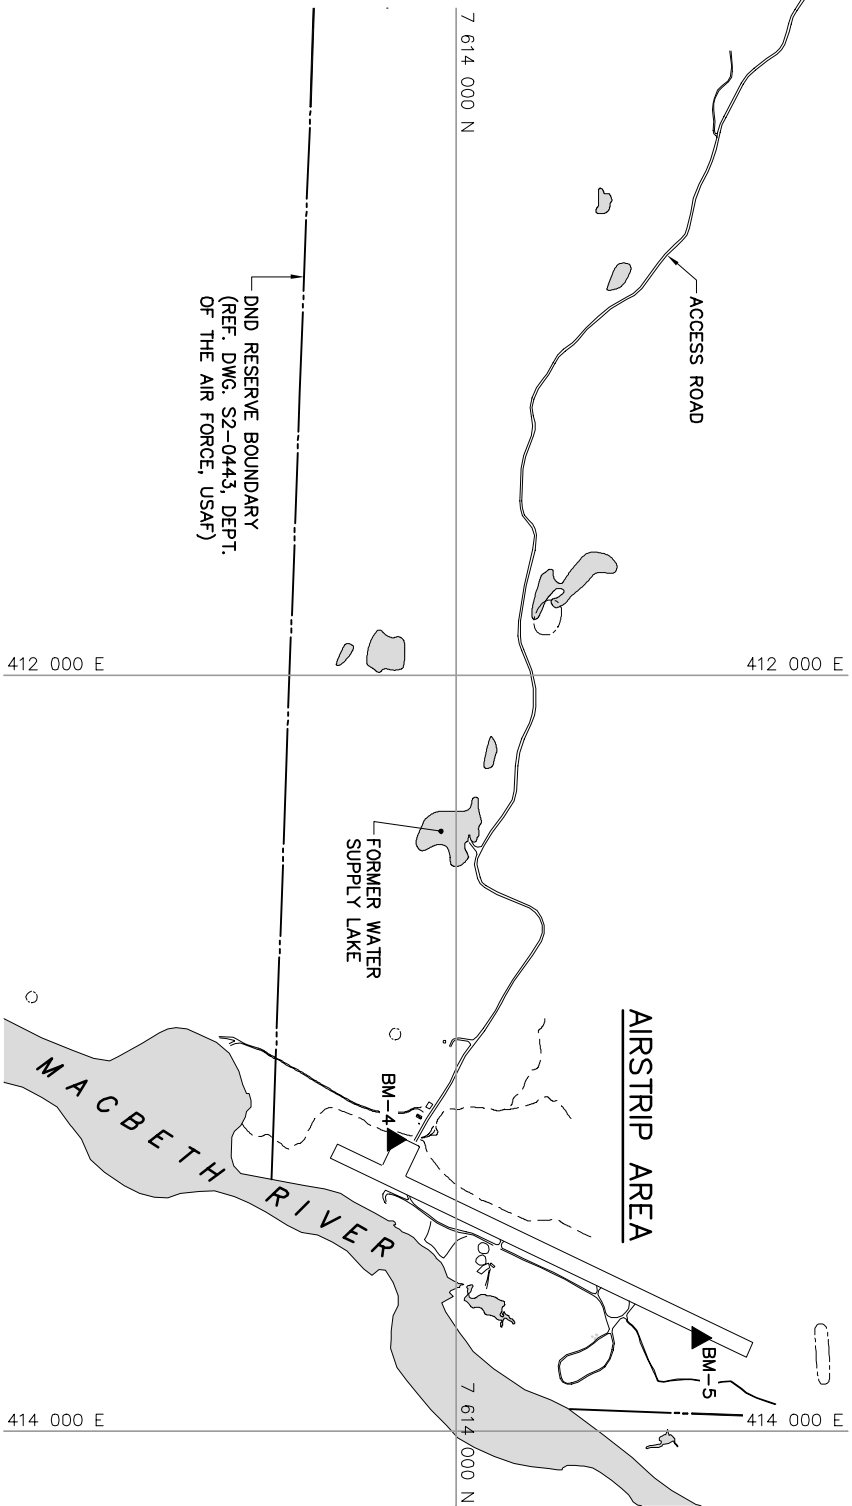 7 614 000 N
ACCESS ROAD
DND RESERVE BOUNDARY
(REF. DWG. S2-0443, DEPT.
OF THE AIR FORCE, USAF)
412 000 E
412 000 E
FORMER WATER
SUPPLY LAKE
AIRSTRIP AREA
BM-4
MACBETH RIVER
BM-5
414 000 E
7 614 000 N
414 000 E